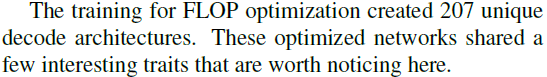 The training for FLOP optimization created 207 unique
decode architectures. These optimized networks shared a
few interesting traits that are worth noticing here.